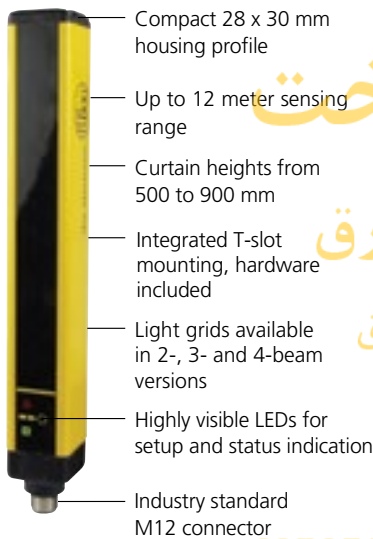 Compact 28 x 30 mm
housing profile
Up to 12 meter sensing
range
Curtain heights from
500 to 900 mm
Integrated T-slot
mounting, hardware
included
Light grids available
in 2-, 3- and 4-beam
versions
Highly visible LEDs for
setup and status indication
Industry standard
M12 connector